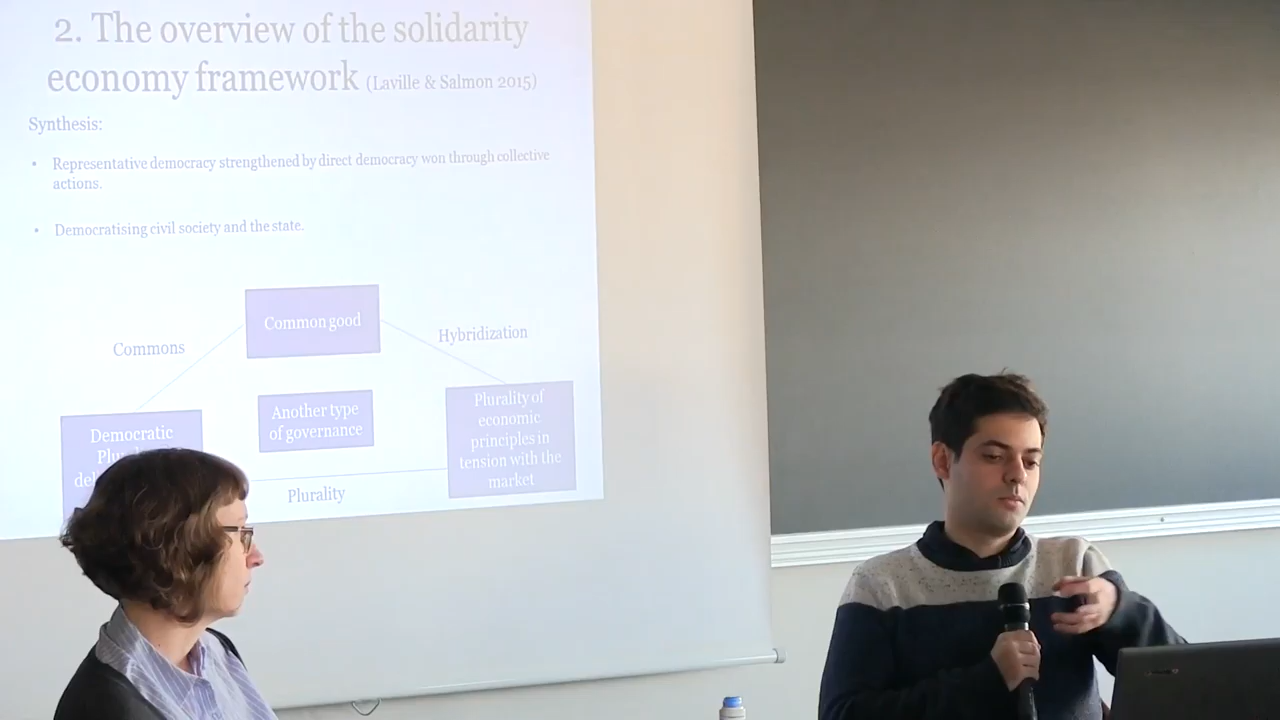 2. The overview of the solidarity
economy framework (Laville & Salmon 2015)
Synthesis:
• Representative democracy strengthened by direct democracy won through collective
actions.
• Democratising civil society and the state.
Common good
Commons
Hybridization
Another type
of governance
Democratic
Plurality of
economic
principles in
tension with the
market
Plurality